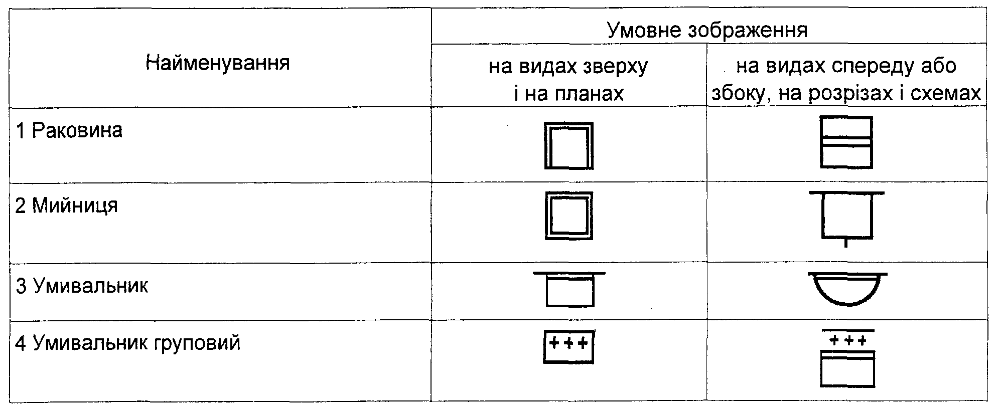 Найменування
Умовне зображення
на видах зверху
і на планах
на видах спереду або
збоку, на розрізах і схемах
1 Раковина
2 Мийниця
3 Умивальник
4 Умивальник груповий